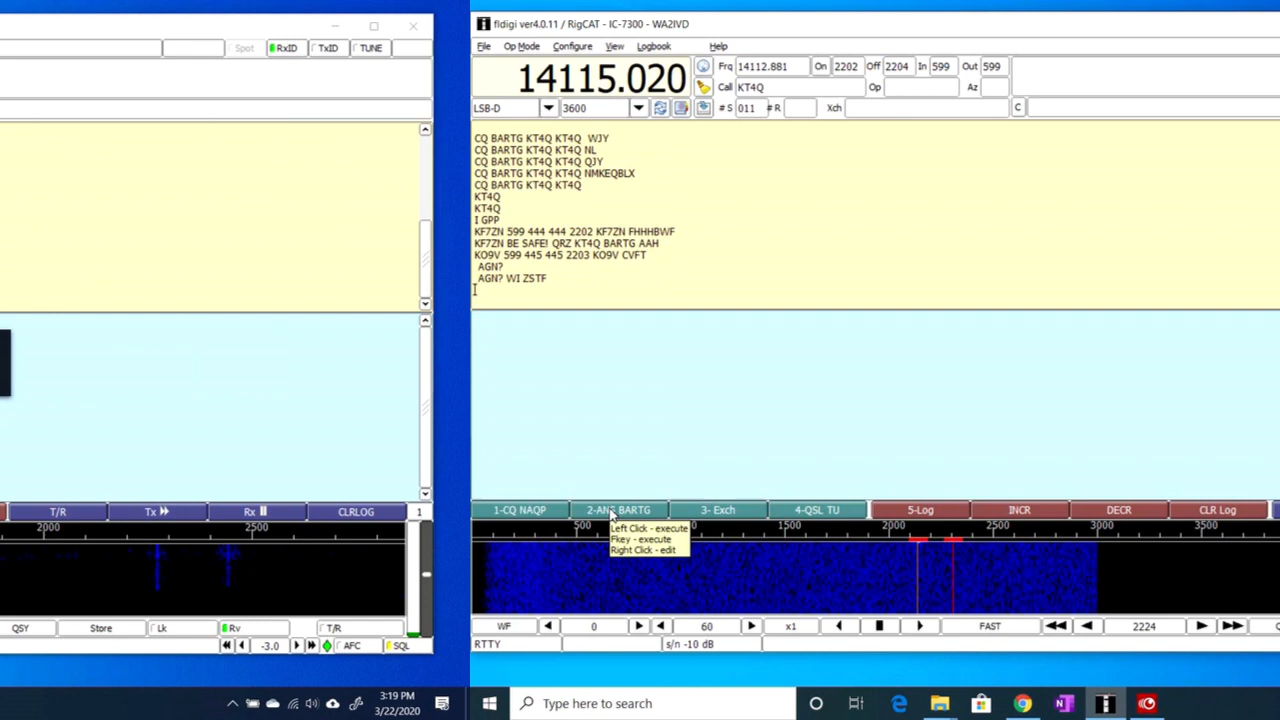 Spot RxID TxID TUNE
T/R Tx Rx CLRLOG 1
2000 2500
QSY Store Lk Rv T/R
-3.0 AFC SQL
3:19 PM
3/22/2020
fldigi ver4.0.11 / RigCAT - IC-7300 - WA2IVD
File Op Mode Configure View Logbook Help
14115.020
Frq 14112.881 On 2202 Off 2204 In 599 Out 599
Call KT4Q Op Az
LSB-D 3600 # S 011 # R Xch C
CQ BARTG KT4Q KT4Q WJY
CQ BARTG KT4Q KT4Q NL
CQ BARTG KT4Q KT4Q QJY
CQ BARTG KT4Q KT4Q NMKEQBLX
CQ BARTG KT4Q KT4Q
KT4Q
KT4Q
I GPP
KF7ZN 599 444 444 2202 KF7ZN FHHHBWF
KF7ZN BE SAFE! QRZ KT4Q BARTG AAH
KO9V 599 445 445 2203 KO9V CVFT
AGN?
AGN? WI ZSTF
1-CQ NAQP 2-ANS BARTG 3- Exch 4-QSL TU 5-Log INCR DECR CLR Log
500 1500 2000 2500 3000 3500
Left Click - execute
Fkey - execute
Right Click - edit
WF 0 60 x1 FAST 2224
RTTY s/n -10 dB
Type here to search